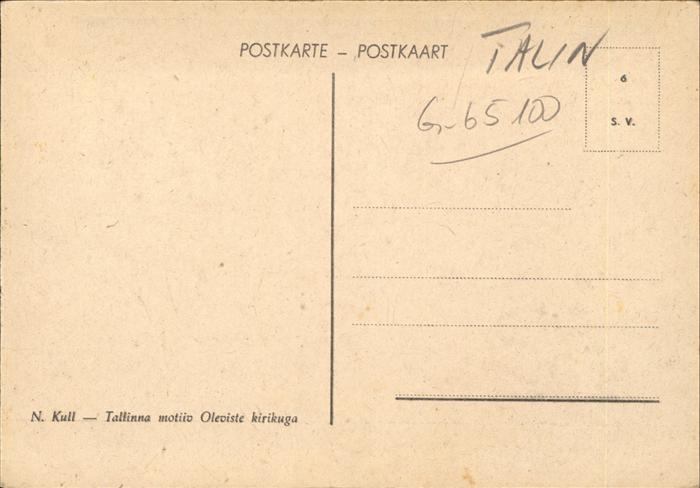 POSTKARTE – POSTKAART
TALIN
6
S. V.
65 100
N. Kull — Tallinna motiiv Oleviste kirikuga